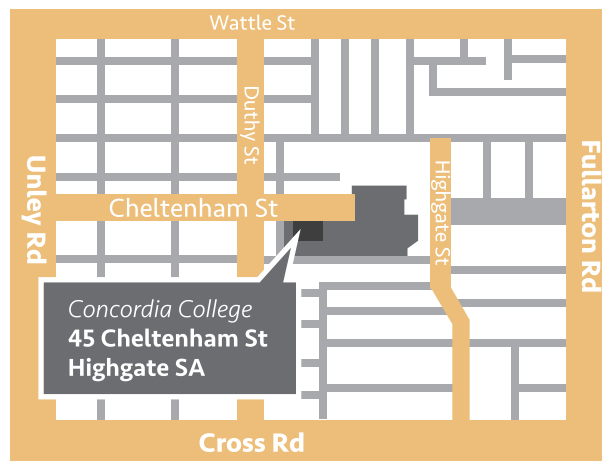 Wattle St
Duthy St
Unley Rd
Fullarton Rd
Highgate St
Cheltenham St
Concordia College
45 Cheltenham St
Highgate SA
Cross Rd